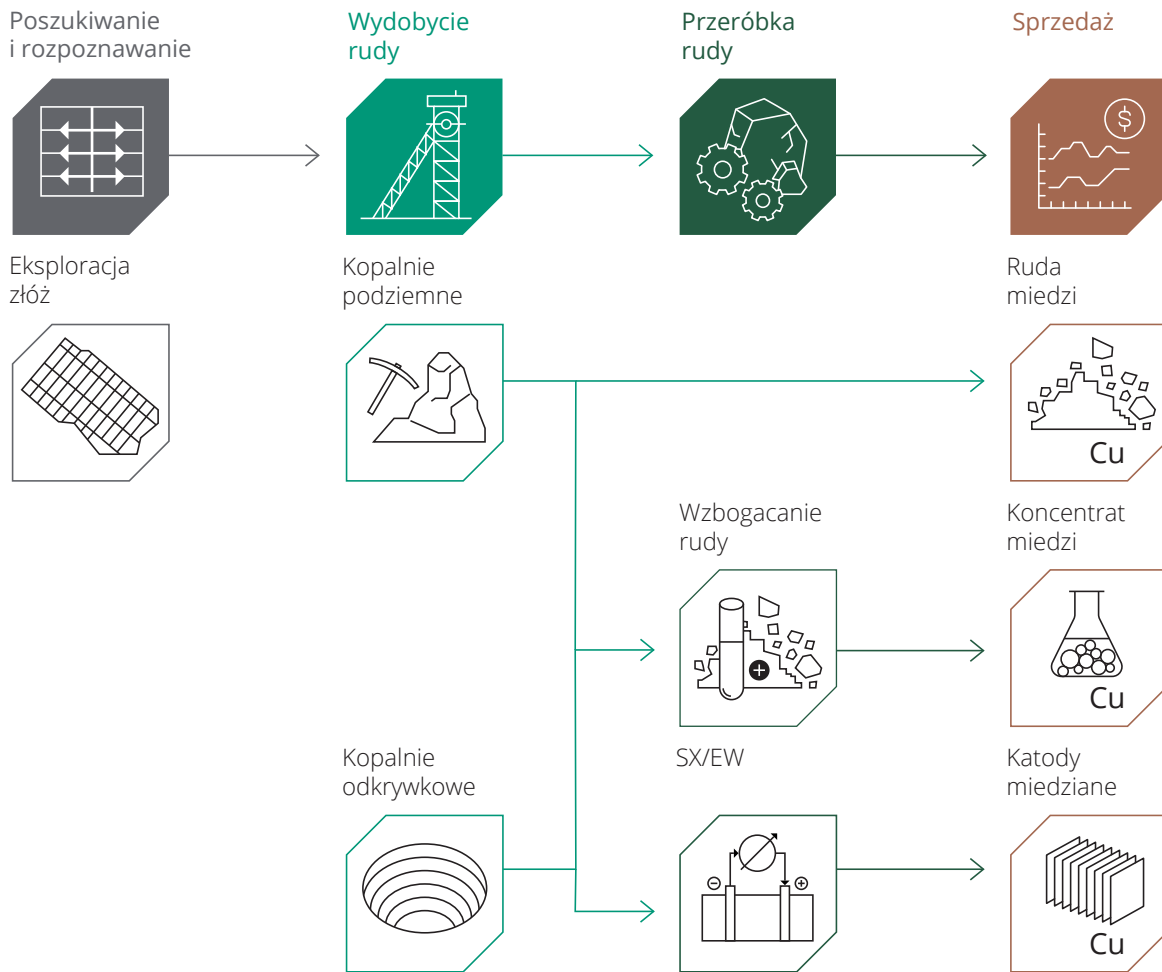 Poszukiwanie
i rozpoznawanie
Wydobycie
rudy
Przeróbka
rudy
Sprzedaż
$
Eksploracja
złóż
Kopalnie
podziemne
Ruda
miedzi
Cu
Wzbogacanie
rudy
Koncentrat
miedzi
+
Cu
Kopalnie
odkrywkowe
SX/EW
Katody
miedziane
− +
Cu